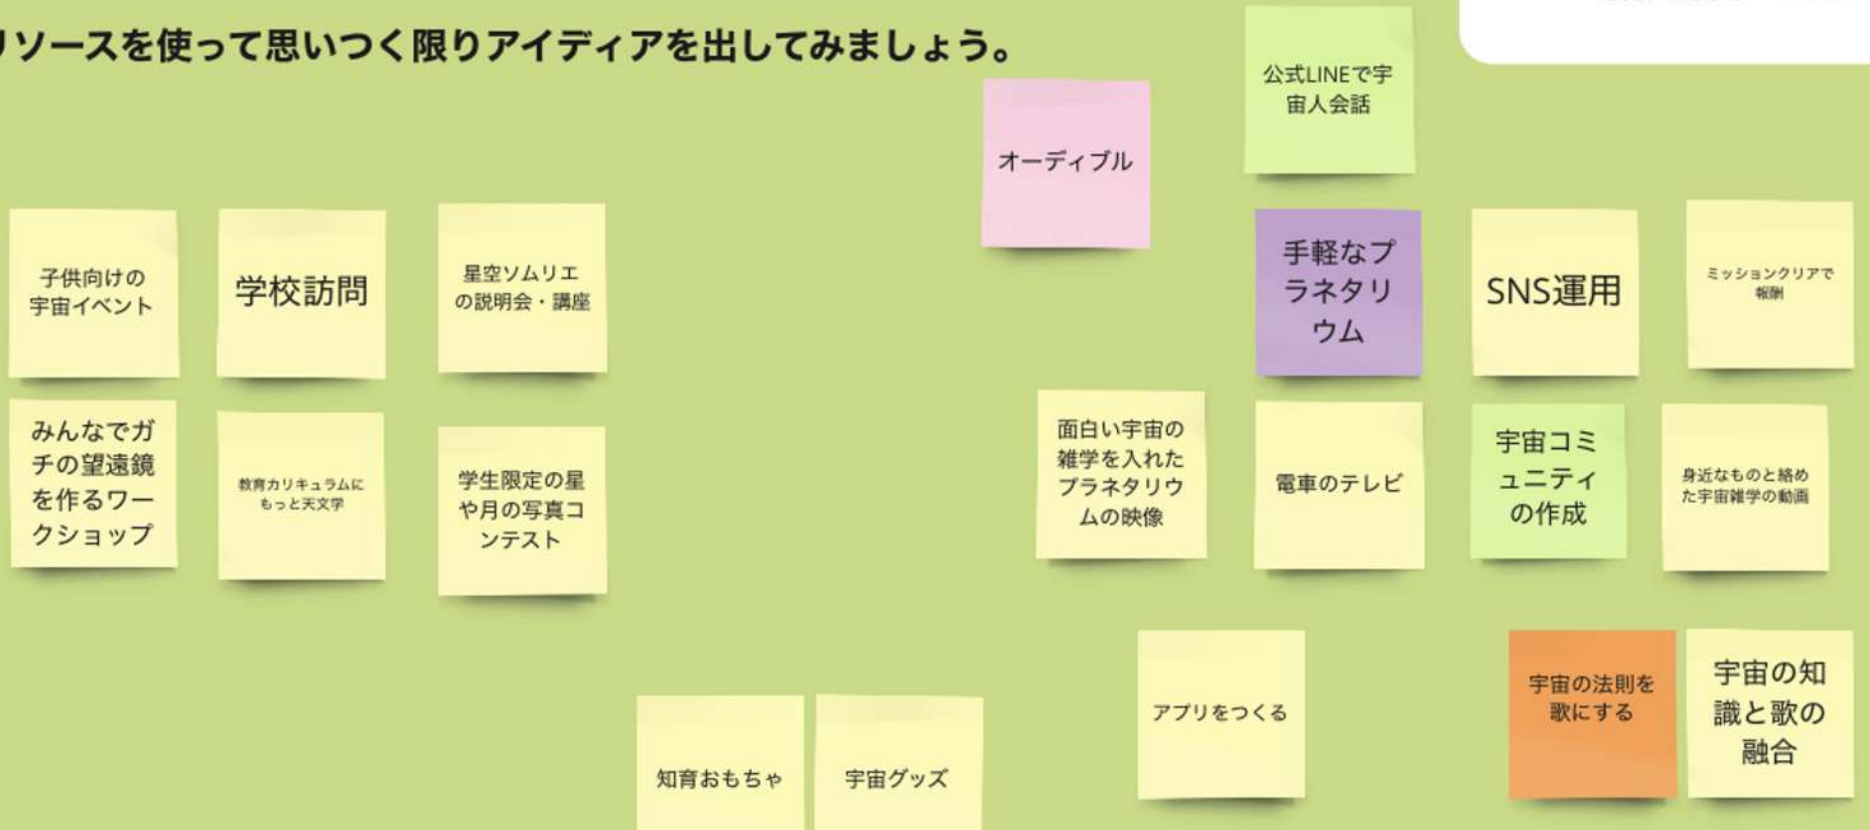 リソースを使って思いつく限りアイディアを出してみましょう。
公式LINEで宇
宙人会話
オーディブル
子供向けの
宇宙イベント
学校訪問
星空ソムリエ
の説明会・講座
手軽なプ
ラネタリ
ウム
SNS運用
ミッションクリアで
報酬
みんなでガ
チの望遠鏡
を作るワー
クショップ
教育カリキュラムに
もっと天文学
学生限定の星
や月の写真コ
ンテスト
面白い宇宙の
雑学を入れた
プラネタリウ
ムの映像
電車のテレビ
宇宙コミ
ュニティ
の作成
身近なものと絡め
た宇宙雑学の動画
知育おもちゃ
宇宙グッズ
アプリをつくる
宇宙の法則を
歌にする
宇宙の知
識と歌の
融合